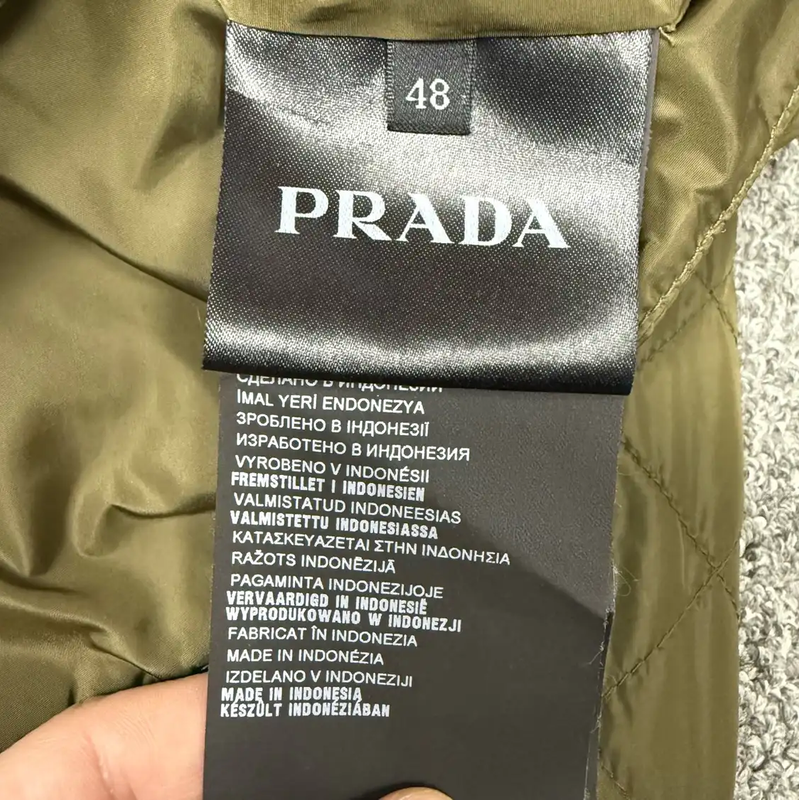 48
PRADA
СДЕЛАНО В ИНДОНЕЗИИ
İMAL YERİ ENDONEZYA
ЗРОБЛЕНО В ІНДОНЕЗІЇ
ИЗРАБОТЕНО В ИНДОНЕЗИЯ
VYROBENO V INDONÉSII
FREMSTILLET I INDONESIEN
VALMISTATUD INDONEESIAS
VALMISTETTU INDONESIASSA
ΚΑΤΑΣΚΕΥΑΖΕΤΑΙ ΣΤΗΝ ΙΝΔΟΝΗΣΙΑ
RAŽOTS INDONĒZIJĀ
PAGAMINTA INDONEZIJOJE
VERVAARDIGD IN INDONESIË
WYPRODUKOWANO W INDONEZJI
FABRICAT ÎN INDONEZIA
MADE IN INDONÉZIA
IZDELANO V INDONEZIJI
MADE IN INDONESIA
KÉSZÜLT INDONÉZIÁBAN